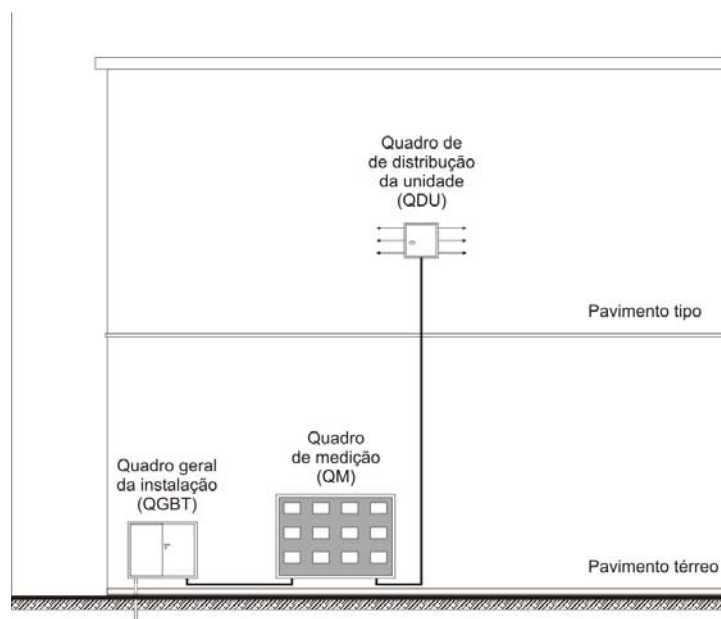 Quadro de
de distribução
da unidade
(QDU)
Pavimento tipo
Quadro
de medição
(QM)
Quadro geral
da instalação
(QGBT)
Pavimento térreo